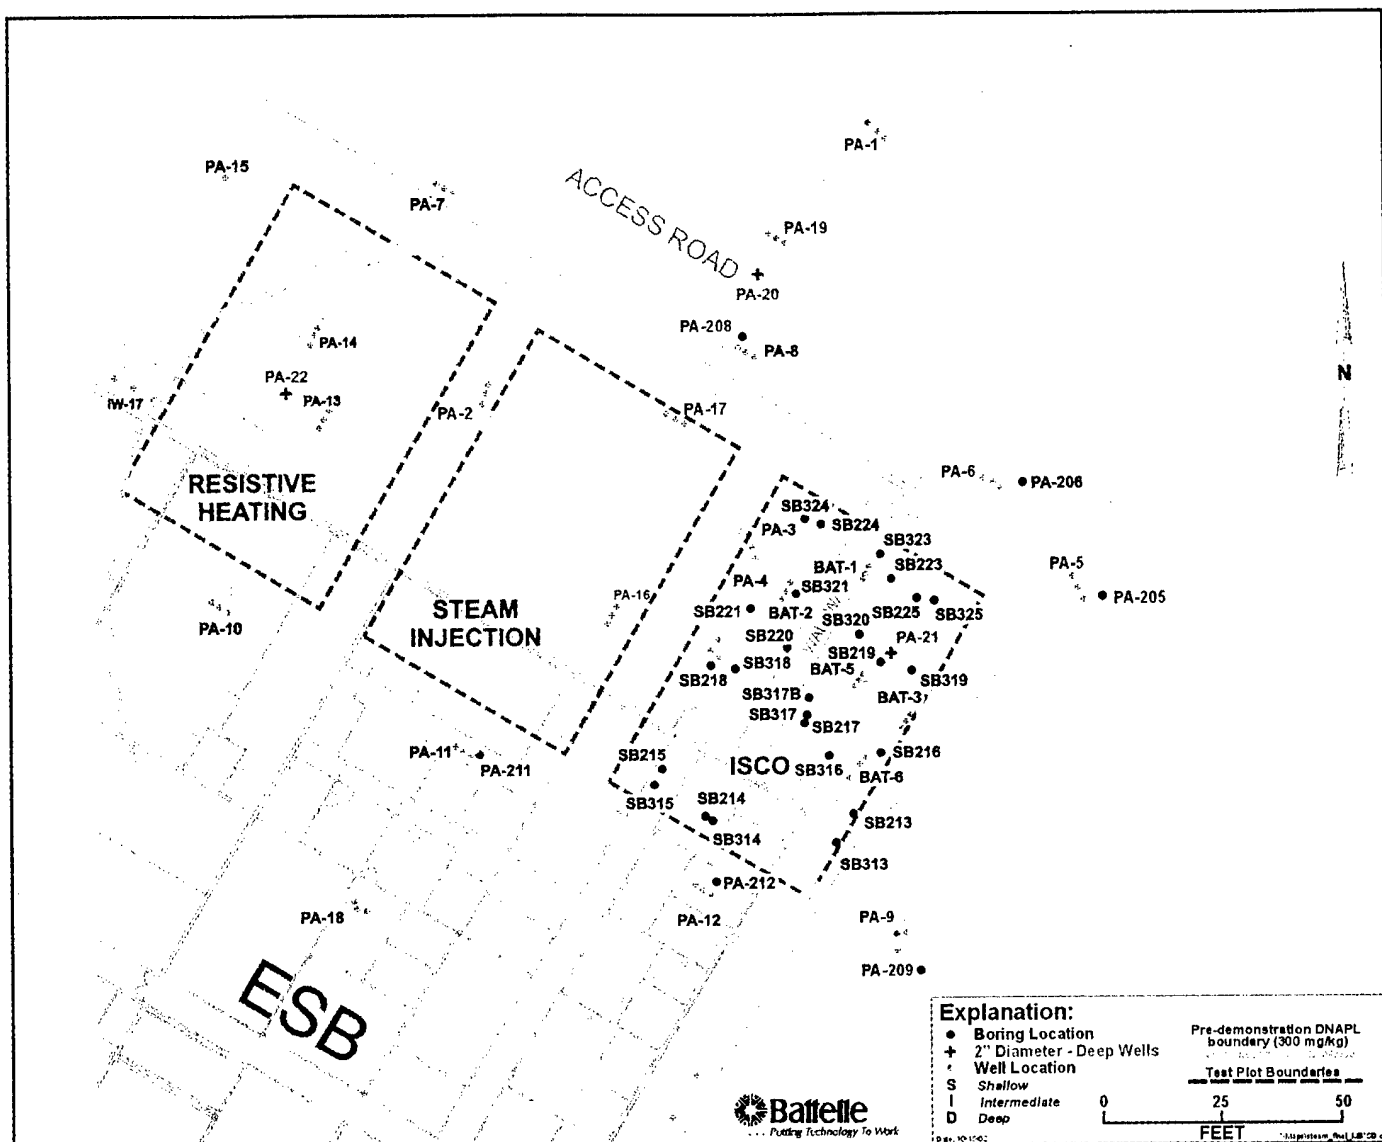 PA-1
PA-15
PA-7
ACCESS ROAD
PA-19
PA-20
PA-208
PA-8
PA-14
PA-22
PA-13
IW-17
PA-2
PA-17
N
RESISTIVE
HEATING
PA-6
PA-206
SB324
PA-3
SB224
SB323
BAT-1
SB223
PA-5
PA-205
PA-4
SB321
SB221
BAT-2
SB225
SB325
PA-16
STEAM
INJECTION
PA-10
SB320
PA-21
SB220
SB219
SB318
BAT-5
SB218
SB319
SB317B
BAT-3
SB317
SB217
PA-11
PA-211
SB215
ISCO
SB316
SB216
BAT-6
SB315
SB214
SB213
SB314
SB313
PA-212
PA-12
PA-18
PA-9
PA-209
ESB
Explanation:
Boring Location
2" Diameter - Deep Wells
Well Location
S Shallow
I Intermediate
D Deep
Pre-demonstration DNAPL
boundary (300 mg/kg)
Test Plot Boundaries
0 25 50
FEET
Battelle
... Putting Technology To Work